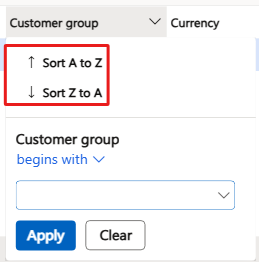 Customer group Currency
↑ Sort A to Z
↓ Sort Z to A
Customer group
begins with
Apply Clear